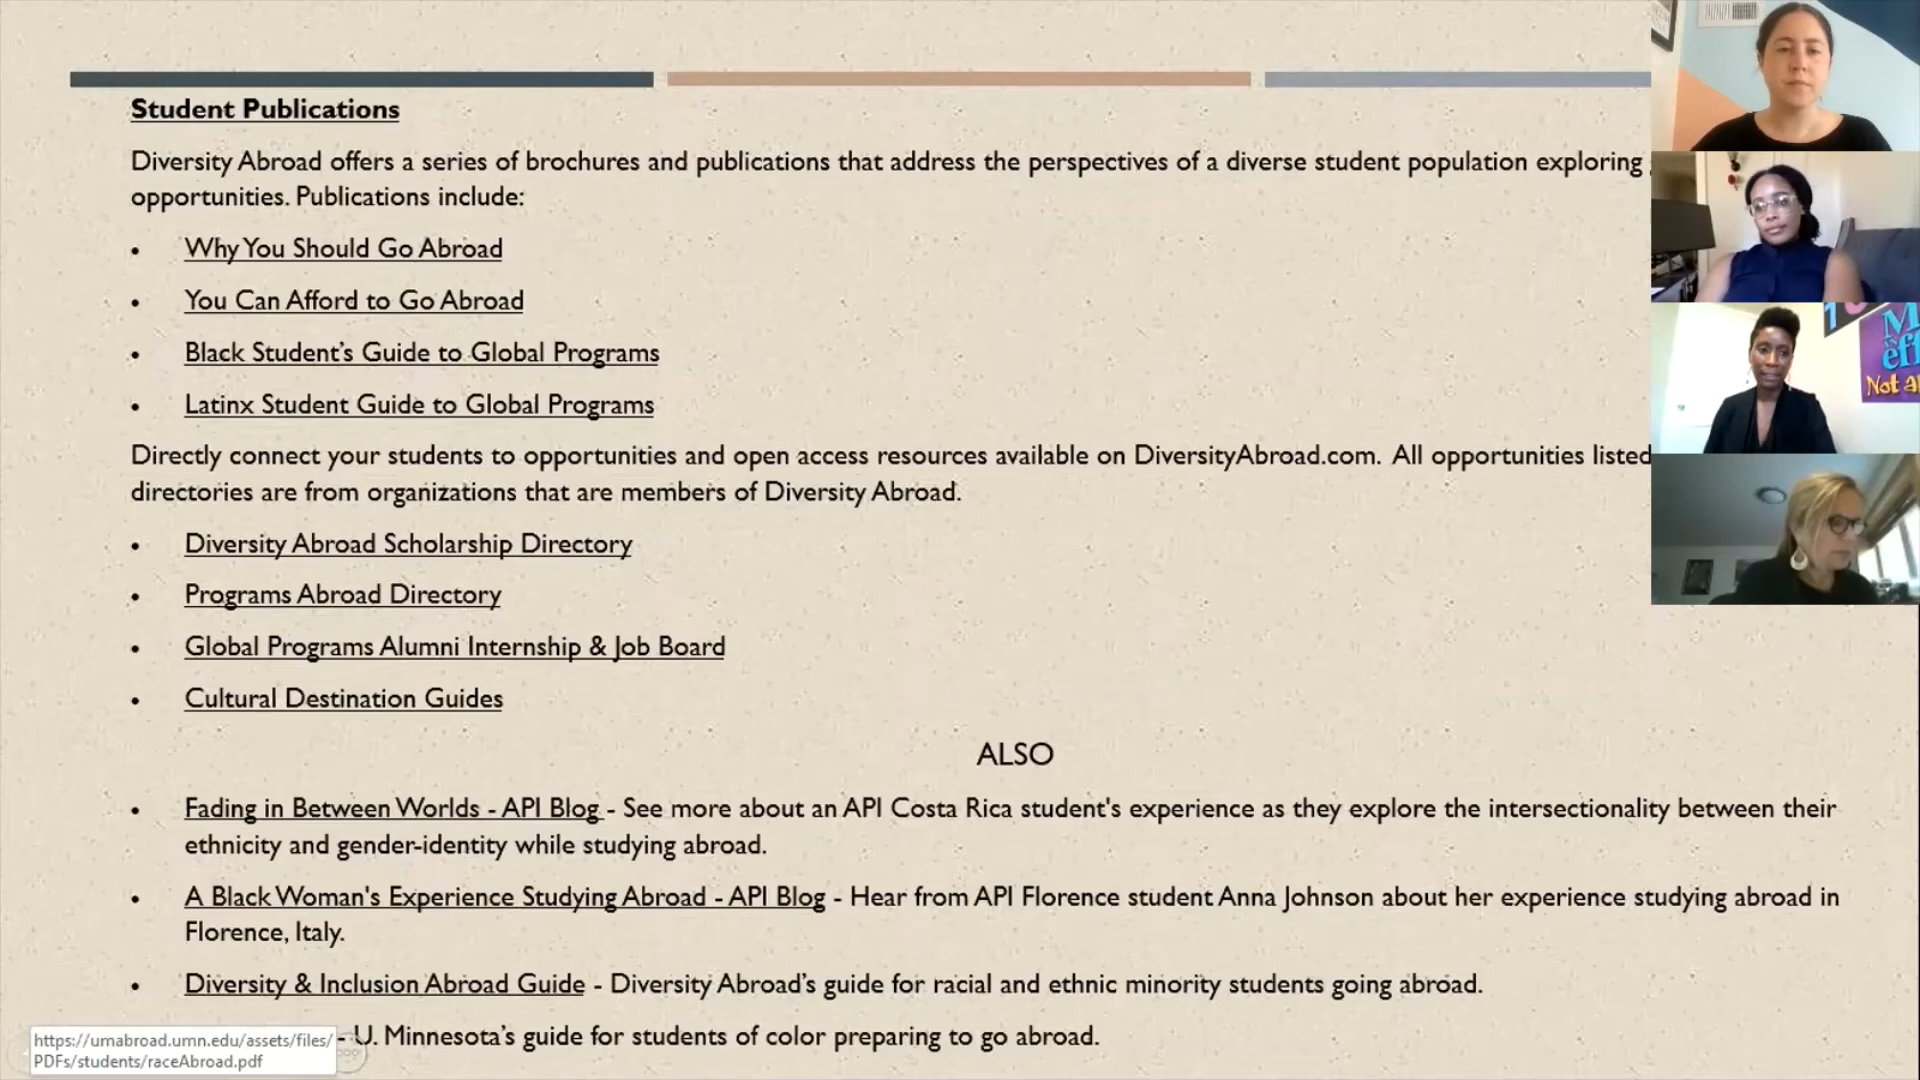 Student Publications
Diversity Abroad offers a series of brochures and publications that address the perspectives of a diverse student population exploring
opportunities. Publications include:
• Why You Should Go Abroad
• You Can Afford to Go Abroad
• Black Student’s Guide to Global Programs
• Latinx Student Guide to Global Programs
Directly connect your students to opportunities and open access resources available on DiversityAbroad.com. All opportunities listed
directories are from organizations that are members of Diversity Abroad.
• Diversity Abroad Scholarship Directory
• Programs Abroad Directory
• Global Programs Alumni Internship & Job Board
• Cultural Destination Guides
ALSO
• Fading in Between Worlds - API Blog - See more about an API Costa Rica student's experience as they explore the intersectionality between their
ethnicity and gender-identity while studying abroad.
• A Black Woman's Experience Studying Abroad - API Blog - Hear from API Florence student Anna Johnson about her experience studying abroad in
Florence, Italy.
• Diversity & Inclusion Abroad Guide - Diversity Abroad’s guide for racial and ethnic minority students going abroad.
- U. Minnesota’s guide for students of color preparing to go abroad.
https://umabroad.umn.edu/assets/files/
PDFs/students/raceAbroad.pdf
Not